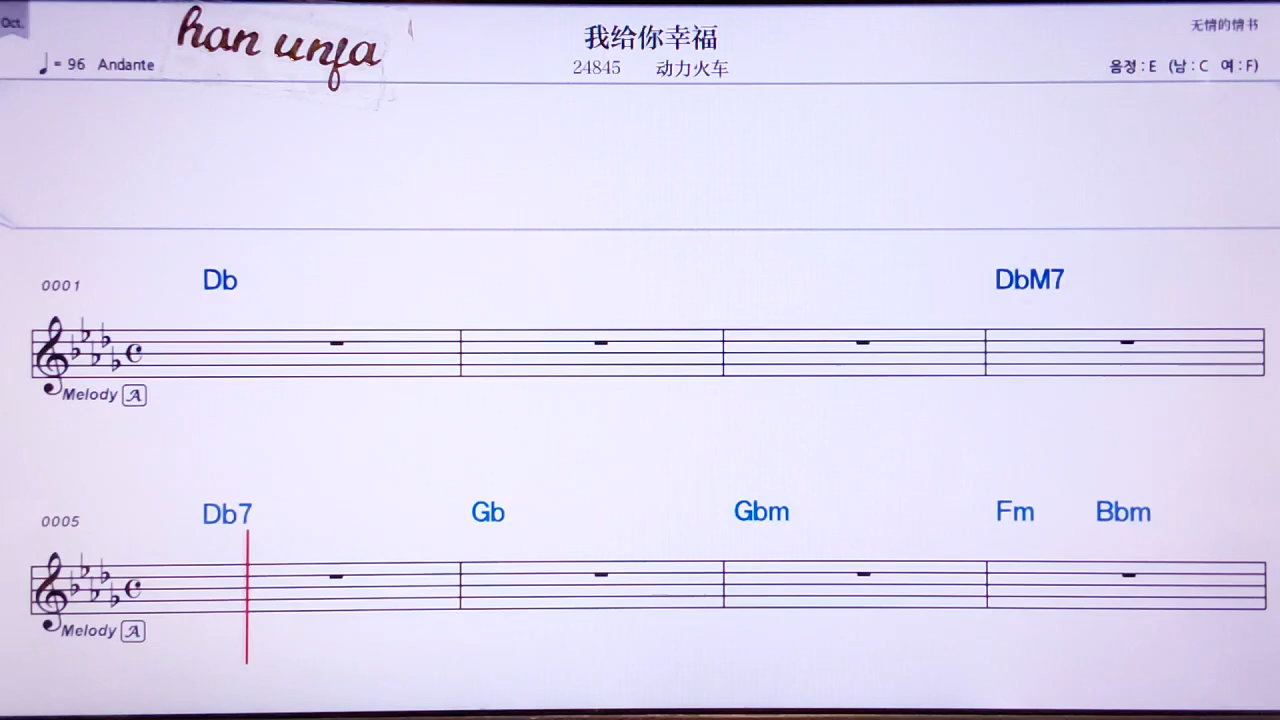 Oct.
han unfa
我给你幸福
无情的情书
♩ = 96 Andante
24845 动力火车
음정 : E (남 : C 여 : F)
0001 Db DbM7
Melody A
0005 Db7 Gb Gbm Fm Bbm
Melody A